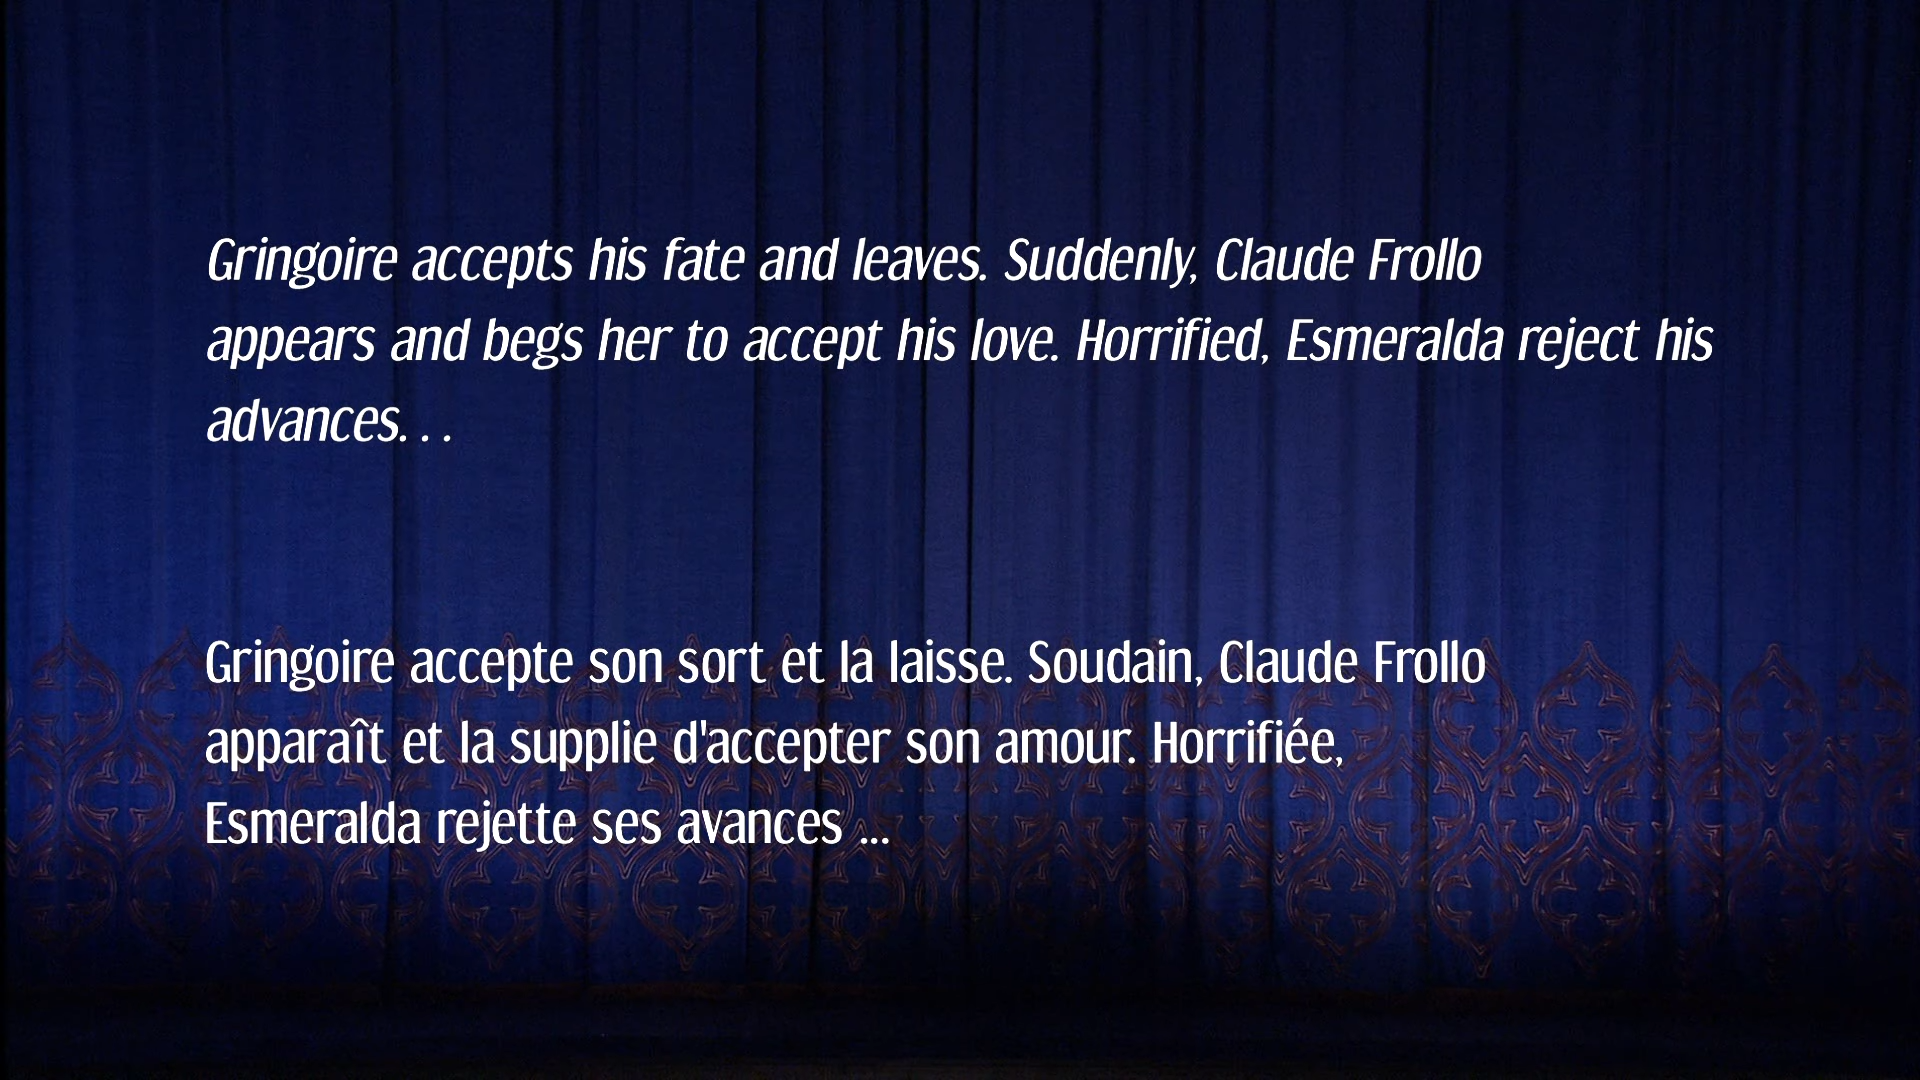 Gringoire accepts his fate and leaves. Suddenly, Claude Frollo
appears and begs her to accept his love. Horrified, Esmeralda reject his
advances. . .
Gringoire accepte son sort et la laisse. Soudain, Claude Frollo
apparaît et la supplie d'accepter son amour. Horrifiée,
Esmeralda rejette ses avances ...